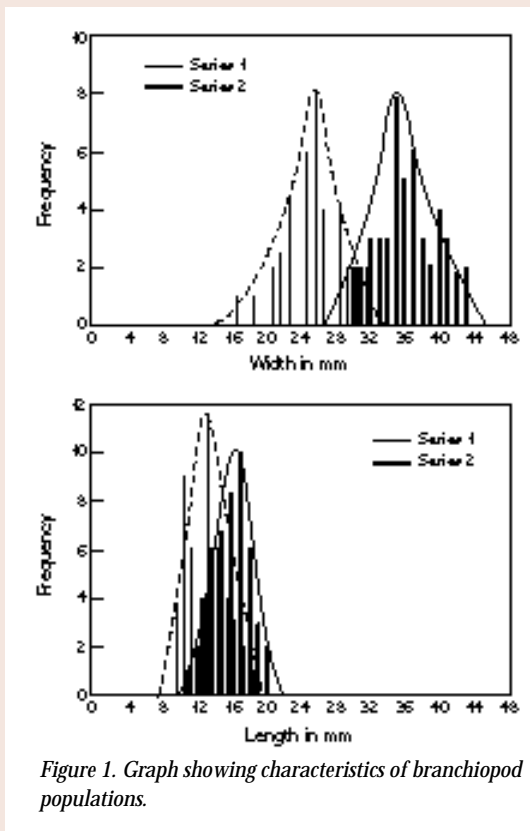 10
Series 1
Series 2
8
6
4
2
0
Frequency
0 4 8 12 16 20 24 28 32 36 40 44 48
Width in mm
12
Series 1
Series 2
10
8
6
4
2
0
Frequency
0 4 8 12 16 20 24 28 32 36 40 44 48
Length in mm
Figure 1. Graph showing characteristics of branchiopod
populations.